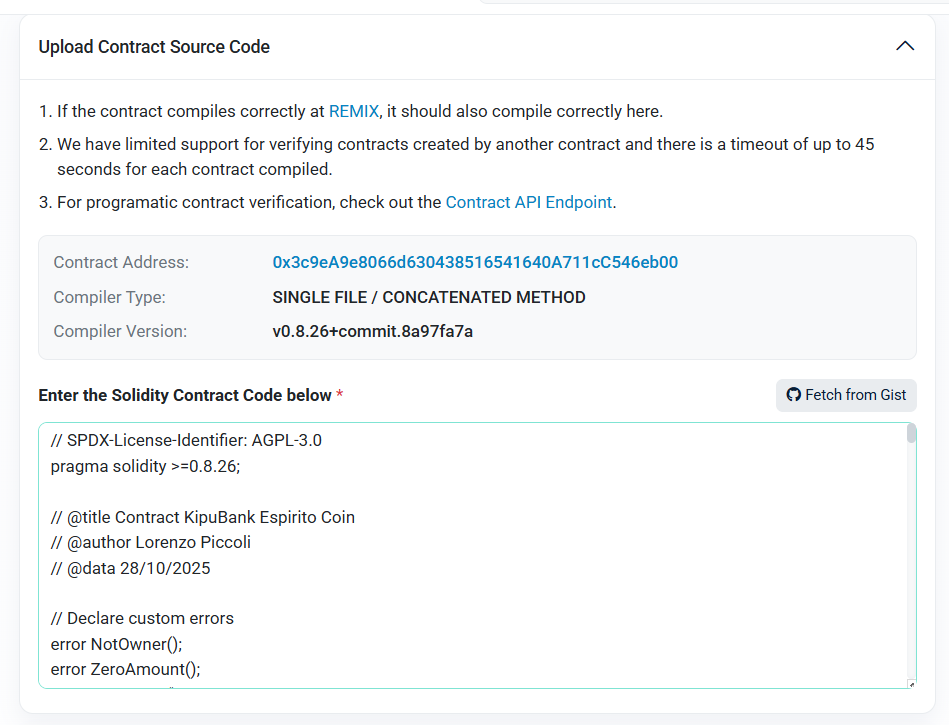 Upload Contract Source Code
1. If the contract compiles correctly at REMIX, it should also compile correctly here.
2. We have limited support for verifying contracts created by another contract and there is a timeout of up to 45
seconds for each contract compiled.
3. For programatic contract verification, check out the Contract API Endpoint.
Contract Address: 0x3c9eA9e8066d630438516541640A711cC546eb00
Compiler Type: SINGLE FILE / CONCATENATED METHOD
Compiler Version: v0.8.26+commit.8a97fa7a
Enter the Solidity Contract Code below * Fetch from Gist
// SPDX-License-Identifier: AGPL-3.0
pragma solidity >=0.8.26;
// @title Contract KipuBank Espirito Coin
// @author Lorenzo Piccoli
// @data 28/10/2025
// Declare custom errors
error NotOwner();
error ZeroAmount();